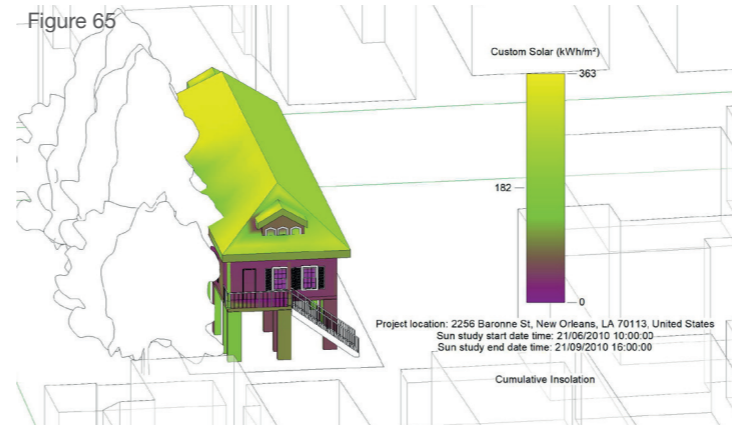 Figure 65
Custom Solar (kWh/m²)
363
182
0
Project location: 2256 Baronne St, New Orleans, LA 70113, United States
Sun study start date time: 21/06/2010 10:00:00
Sun study end date time: 21/09/2010 16:00:00
Cumulative Insolation